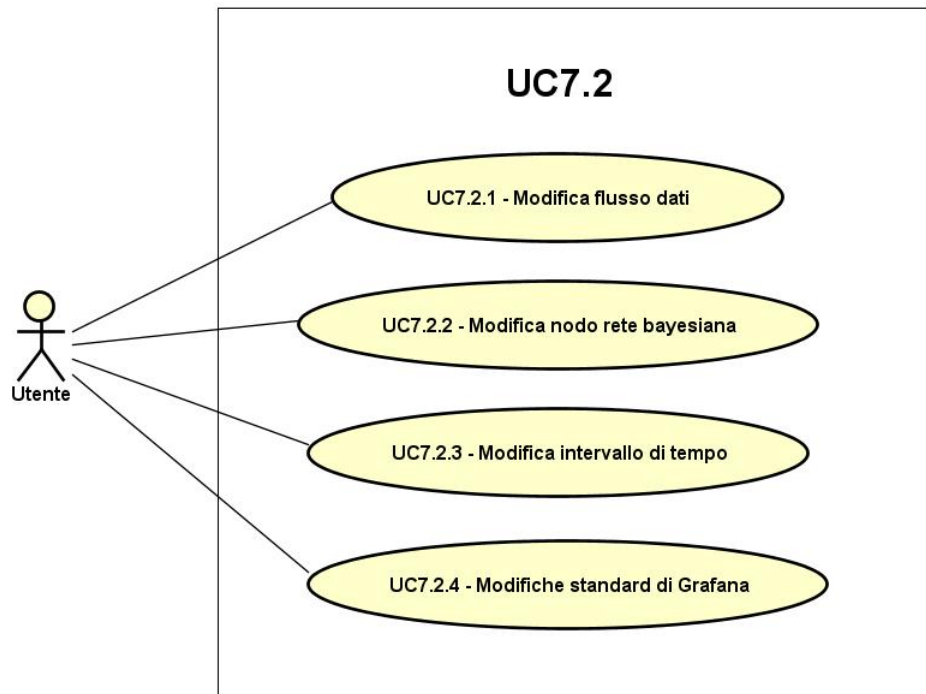 UC7.2
UC7.2.1 - Modifica flusso dati
UC7.2.2 - Modifica nodo rete bayesiana
Utente
UC7.2.3 - Modifica intervallo di tempo
UC7.2.4 - Modifiche standard di Grafana